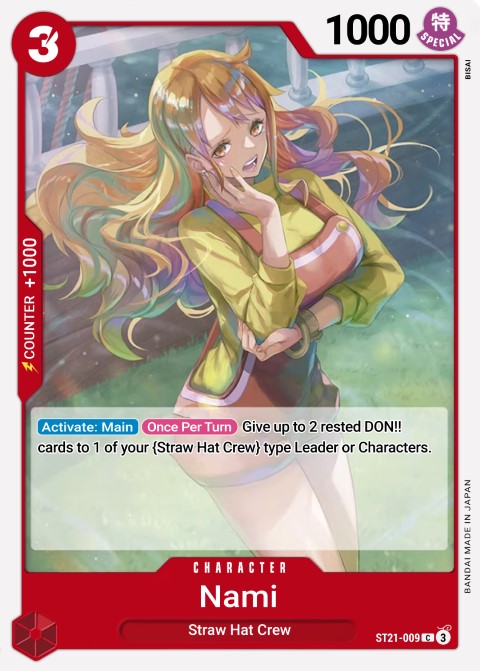 3
1000
特
SPECIAL
BISAI
COUNTER +1000
Activate: Main Once Per Turn Give up to 2 rested DON!!
cards to 1 of your {Straw Hat Crew} type Leader or Characters.
BANDAI MADE IN JAPAN
CHARACTER
Nami
Straw Hat Crew
ST21-009 C 3